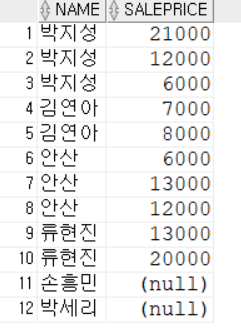 NAME SALEPRICE
1 박지성 21000
2 박지성 12000
3 박지성 6000
4 김연아 7000
5 김연아 8000
6 안산 6000
7 안산 13000
8 안산 12000
9 류현진 13000
10 류현진 20000
11 손흥민 (null)
12 박세리 (null)